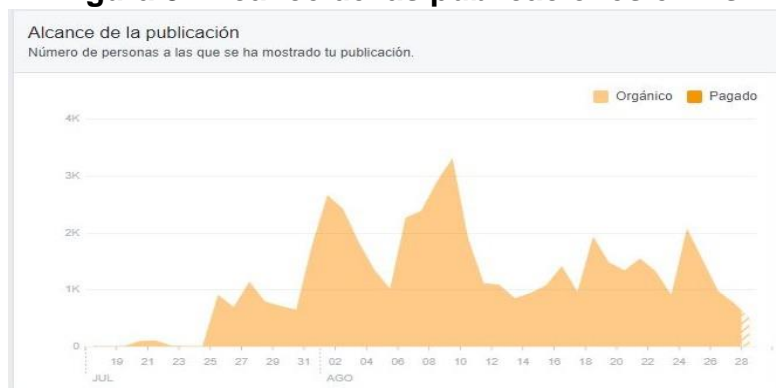 Alcance de la publicación
Número de personas a las que se ha mostrado tu publicación.
Orgánico Pagado
4K
3K
2K
1K
0
19 21 23 25 27 29 31 02 04 06 08 10 12 14 16 18 20 22 24 26 28
JUL AGO